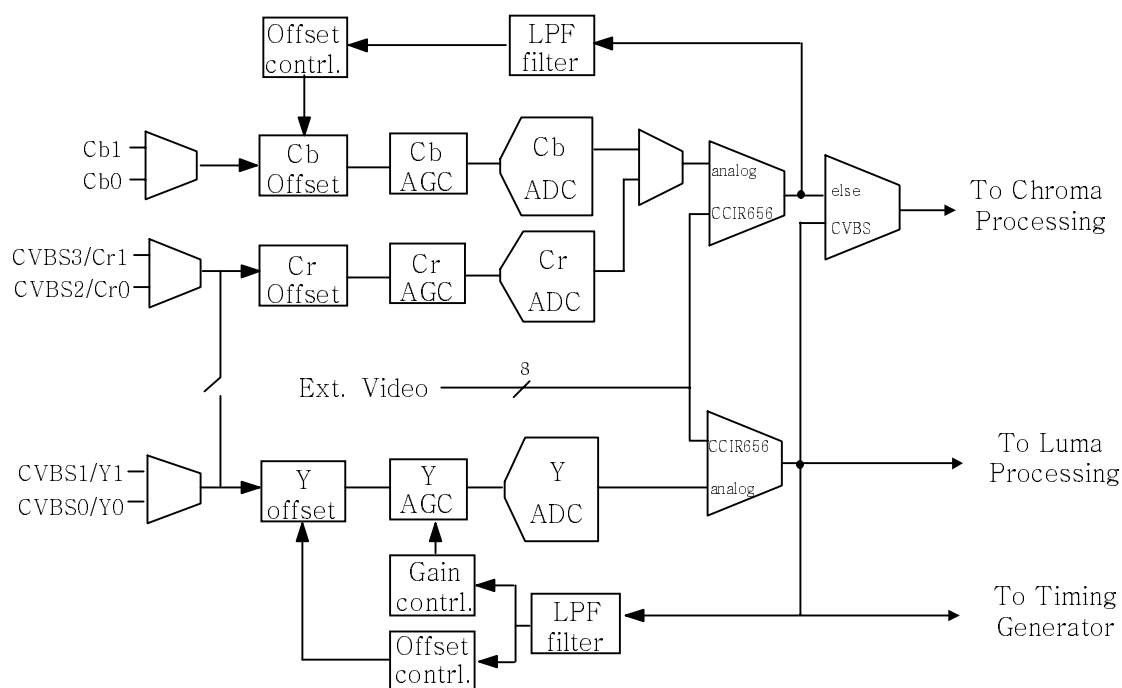 Offset
contrl.
LPF
filter
Cb1
Cb0
Cb
Offset
Cb
AGC
Cb
ADC
analog
CCIR656
else
CVBS
To Chroma
Processing
CVBS3/Cr1
CVBS2/Cr0
Cr
Offset
Cr
AGC
Cr
ADC
Ext. Video
8
CVBS1/Y1
CVBS0/Y0
Y
offset
Y
AGC
Y
ADC
CCIR656
analog
To Luma
Processing
Gain
contrl.
Offset
contrl.
LPF
filter
To Timing
Generator